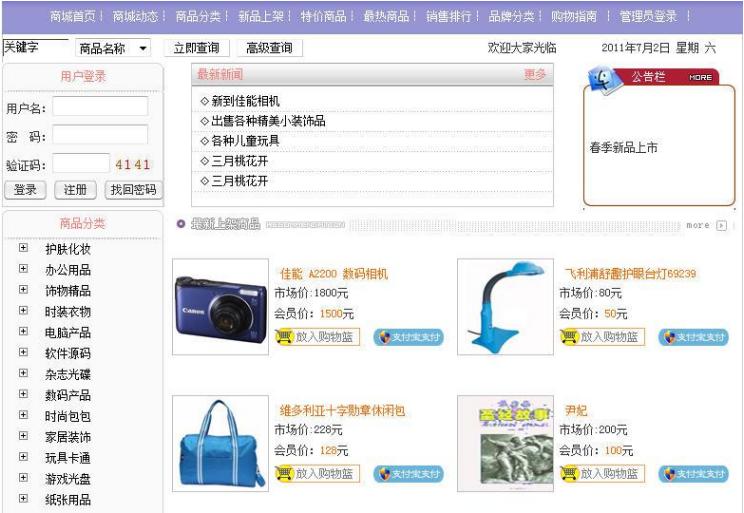 商城首页┊ 商城动态┊ 商品分类┊ 新品上架┊ 特价商品┊ 最热商品┊ 销售排行┊ 品牌分类┊ 购物指南 ┊ 管理员登录 ┊
关键字 商品名称 立即查询 高级查询 欢迎大家光临 2011年7月2日 星期 六
用户登录
用户名:
密 码:
验证码: 4141
登录 注册 找回密码
最新新闻 更多
◇新到佳能相机
◇出售各种精美小装饰品
◇各种儿童玩具
◇三月桃花开
◇三月桃花开
公告栏 MORE
春季新品上市
商品分类
护肤化妆
办公用品
饰物精品
时装衣物
电脑产品
软件源码
杂志光碟
数码产品
时尚包包
家居装饰
玩具卡通
游戏光盘
纸张用品
最新上架商品 more
Canon
佳能 A2200 数码相机
市场价:1800元
会员价: 1500元
放入购物篮 支付宝支付
飞利浦舒靈护眼台灯69239
市场价:80元
会员价: 50元
放入购物篮 支付宝支付
维多利亚十字勋章休闲包
市场价:228元
会员价: 128元
放入购物篮 支付宝支付
圣经故事
尹妃
市场价:200元
会员价: 100元
放入购物篮 支付宝支付